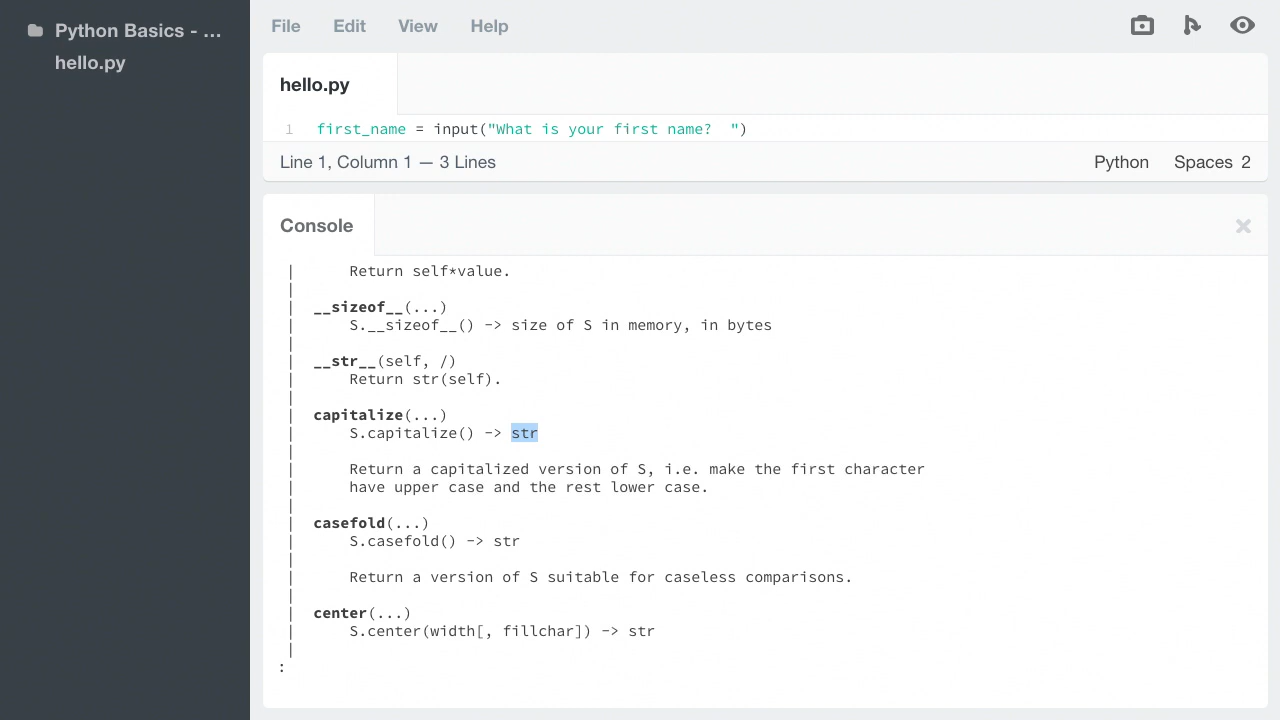 Python Basics - ...
hello.py
File Edit View Help
hello.py
1 first_name = input("What is your first name?  ")
Line 1, Column 1 — 3 Lines Python Spaces 2
Console
|      Return self*value.
|
|  __sizeof__(...)
|      S.__sizeof__() -> size of S in memory, in bytes
|
|  __str__(self, /)
|      Return str(self).
|
|  capitalize(...)
|      S.capitalize() -> str
|
|      Return a capitalized version of S, i.e. make the first character
|      have upper case and the rest lower case.
|
|  casefold(...)
|      S.casefold() -> str
|
|      Return a version of S suitable for caseless comparisons.
|
|  center(...)
|      S.center(width[, fillchar]) -> str
|
: